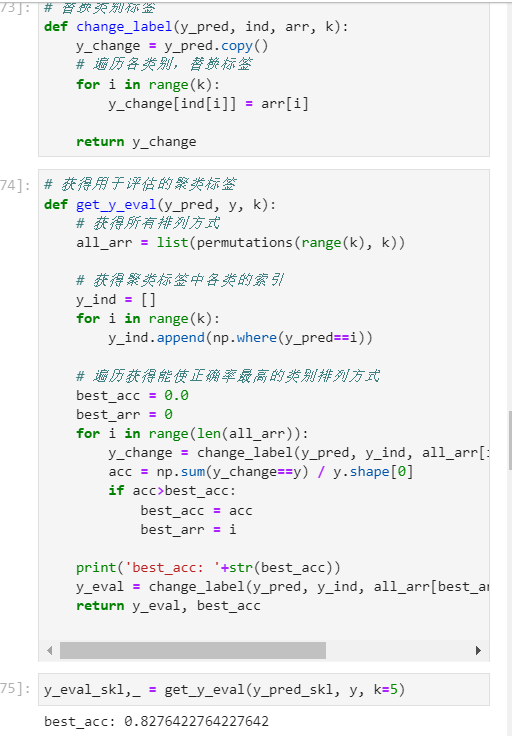 73]: # 替换类别标签
def change_label(y_pred, ind, arr, k):
    y_change = y_pred.copy()
    # 遍历各类别，替换标签
    for i in range(k):
        y_change[ind[i]] = arr[i]

    return y_change
74]: # 获得用于评估的聚类标签
def get_y_eval(y_pred, y, k):
    # 获得所有排列方式
    all_arr = list(permutations(range(k), k))

    # 获得聚类标签中各类的索引
    y_ind = []
    for i in range(k):
        y_ind.append(np.where(y_pred==i))

    # 遍历获得能使正确率最高的类别排列方式
    best_acc = 0.0
    best_arr = 0
    for i in range(len(all_arr)):
        y_change = change_label(y_pred, y_ind, all_arr[i
        acc = np.sum(y_change==y) / y.shape[0]
        if acc>best_acc:
            best_acc = acc
            best_arr = i

    print('best_acc: '+str(best_acc))
    y_eval = change_label(y_pred, y_ind, all_arr[best_ar
    return y_eval, best_acc
75]: y_eval_skl,_ = get_y_eval(y_pred_skl, y, k=5)
best_acc: 0.8276422764227642